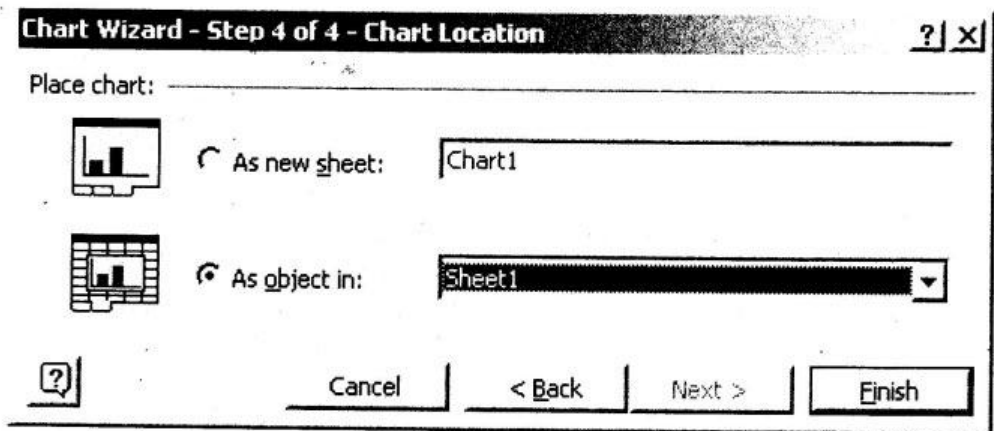 Chart Wizard - Step 4 of 4 - Chart Location ? X
Place chart:
As new sheet: Chart1
As object in: Sheet1
? Cancel < Back Next > Finish